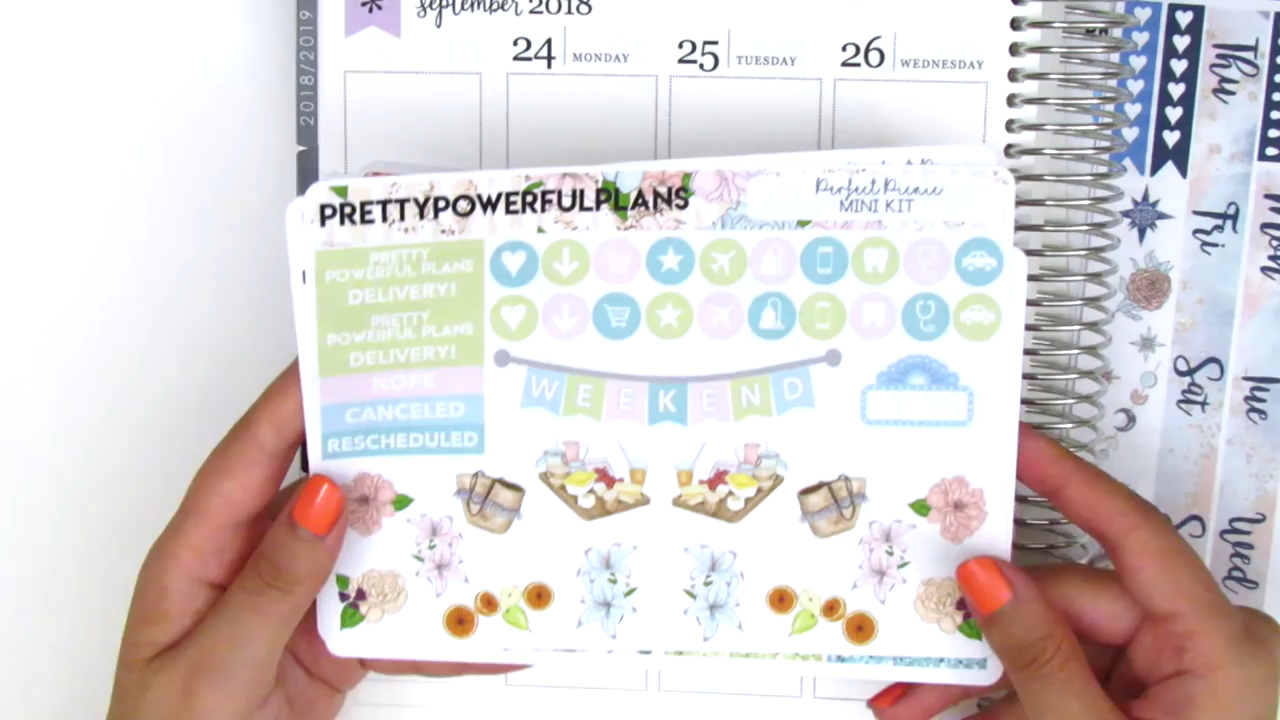 september 2018
2018/2019
24 MONDAY
25 TUESDAY
26 WEDNESDAY
PRETTYPOWERFULPLANS
Perfect Picnic
MINI KIT
PRETTY
POWERFUL PLANS
DELIVERY!
PRETTY
POWERFUL PLANS
DELIVERY!
NOPE
CANCELED
RESCHEDULED
WEEKEND
Thu
Fri
Sat
Mon
Tue
Wed